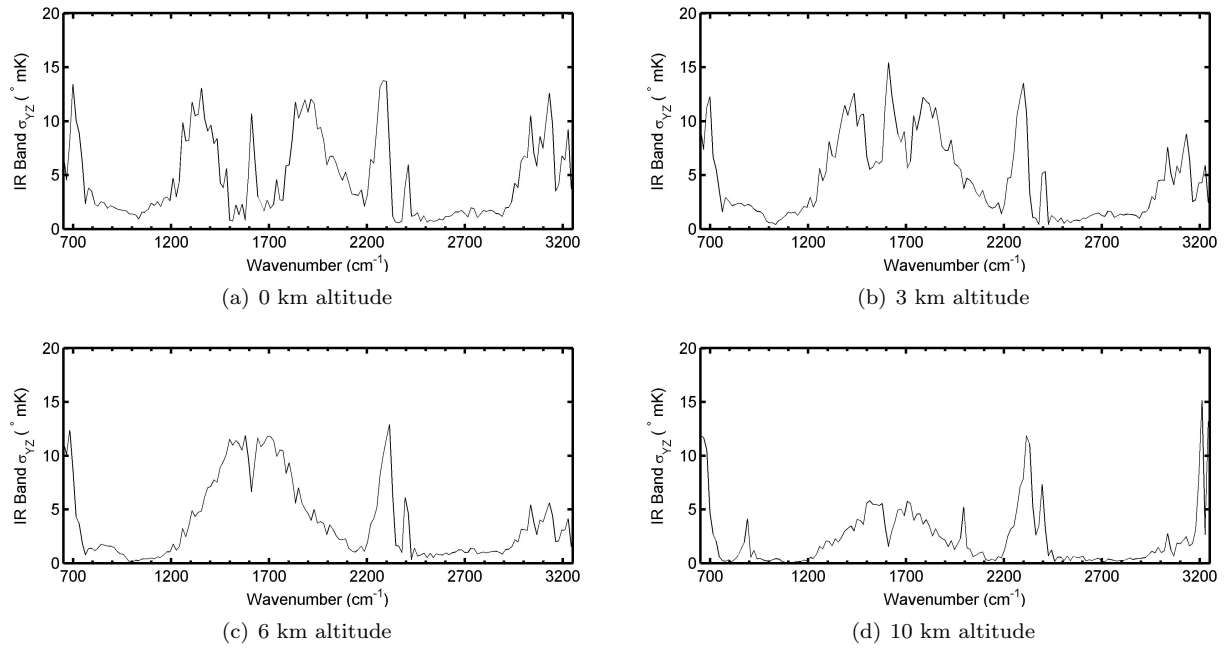 20
15
10
5
0
IR Band σYZ ( ° mK)
700 1200 1700 2200 2700 3200
Wavenumber (cm-1)
(a) 0 km altitude
20
15
10
5
0
IR Band σYZ ( ° mK)
700 1200 1700 2200 2700 3200
Wavenumber (cm-1)
(b) 3 km altitude
20
15
10
5
0
IR Band σYZ ( ° mK)
700 1200 1700 2200 2700 3200
Wavenumber (cm-1)
(c) 6 km altitude
20
15
10
5
0
IR Band σYZ ( ° mK)
700 1200 1700 2200 2700 3200
Wavenumber (cm-1)
(d) 10 km altitude